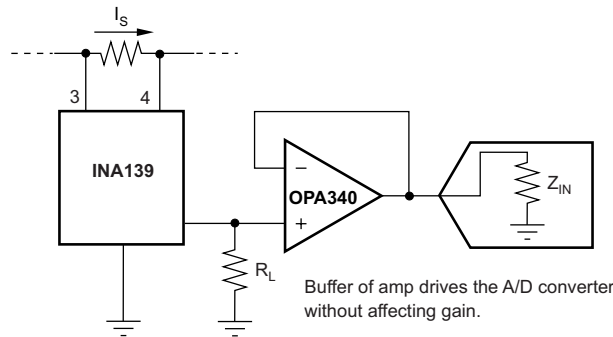 I_S
3
4
INA139
OPA340
−
+
R_L
Z_IN
Buffer of amp drives the A/D converter
without affecting gain.